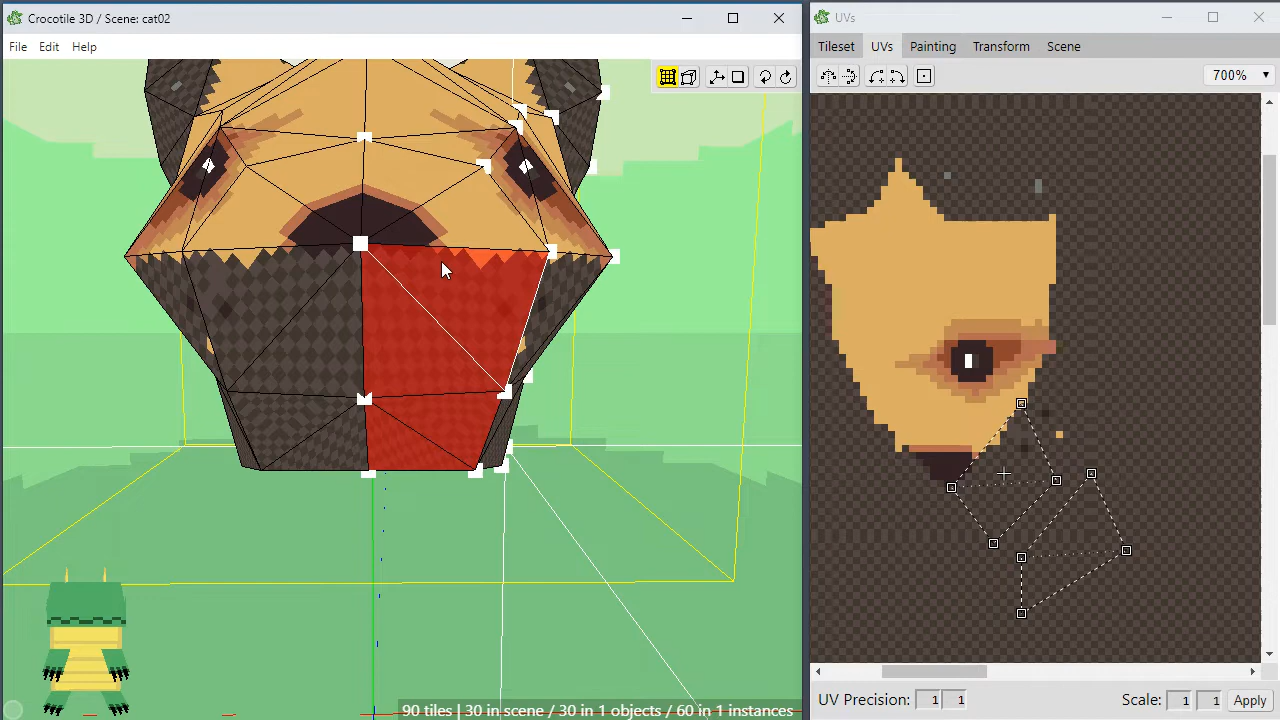 Crocotile 3D / Scene: cat02
File Edit Help
90 tiles | 30 in scene / 30 in 1 objects / 60 in 1 instances
UVs
Tileset UVs Painting Transform Scene
700%
UV Precision: 1 1 Scale: 1 1 Apply